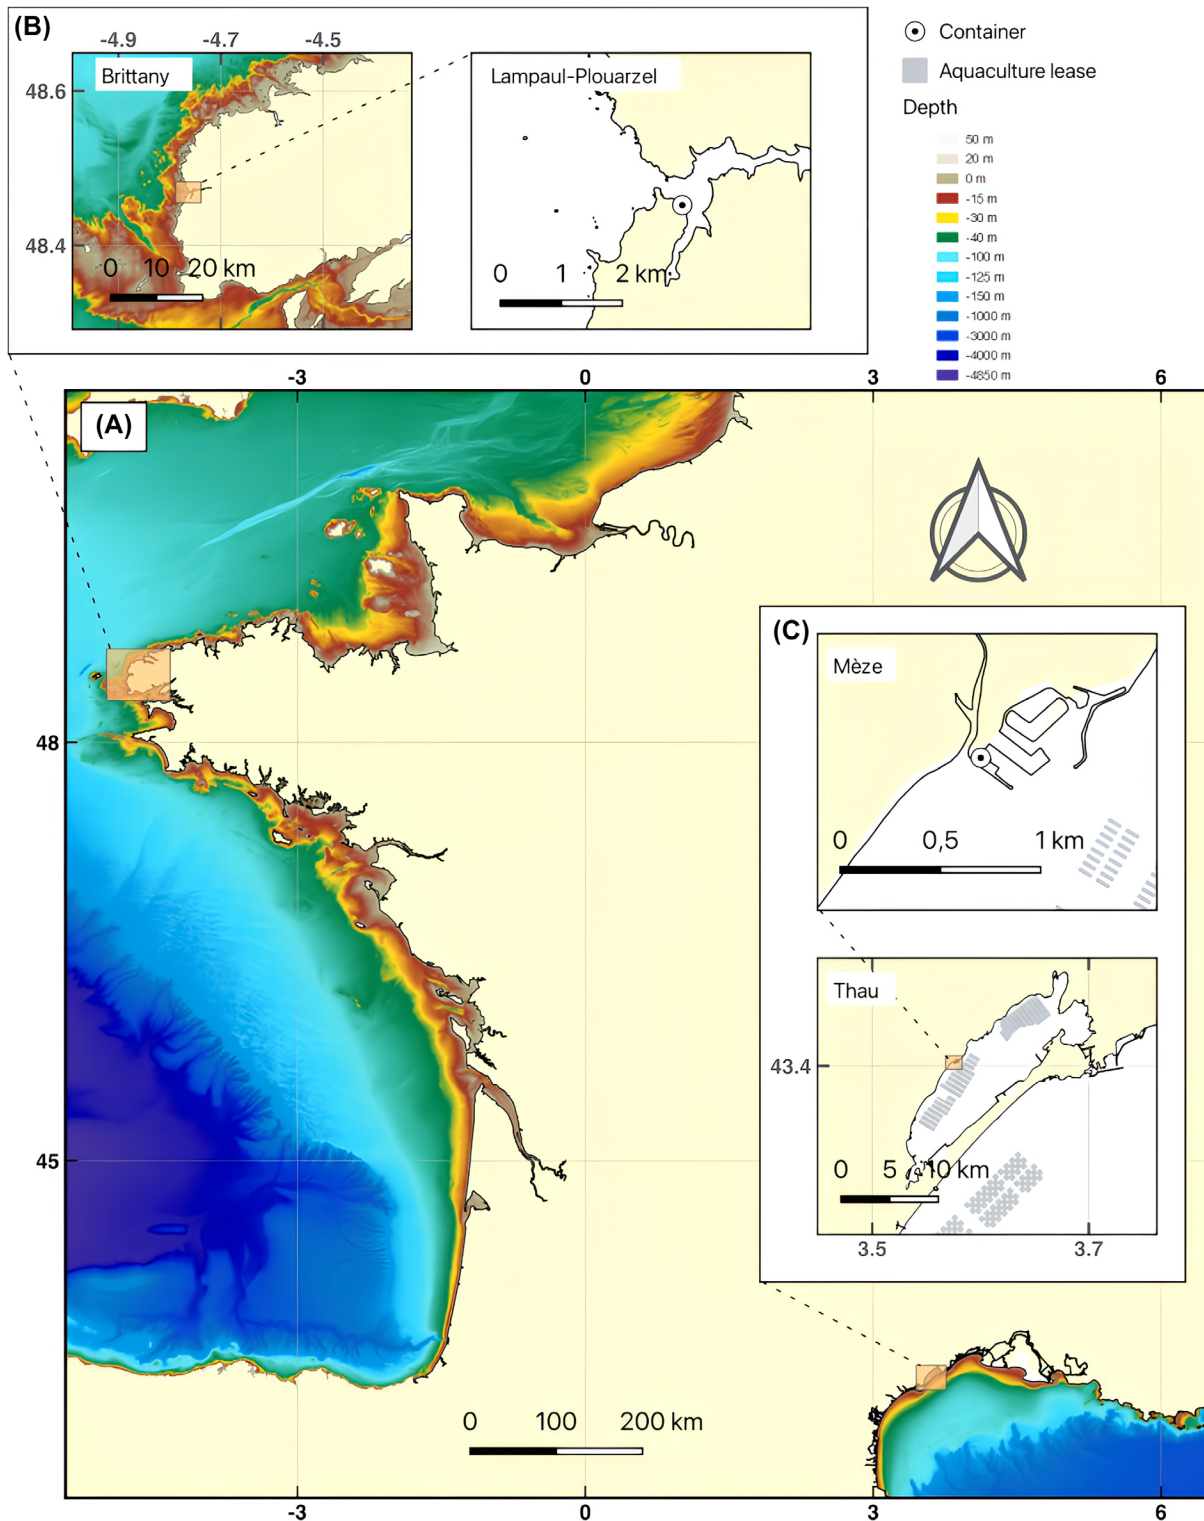 (B)
-4.9 -4.7 -4.5
Brittany
48.6
48.4
0 10 20 km
Lampaul-Plouarzel
0 1 2 km
Container
Aquaculture lease
Depth
50 m
20 m
0 m
-15 m
-30 m
-40 m
-100 m
-125 m
-150 m
-1000 m
-3000 m
-4000 m
-4850 m
-3 0 3 6
(A)
48
45
(C)
Mèze
0 0,5 1 km
Thau
43.4
0 5 10 km
3.5 3.7
0 100 200 km
-3 0 3 6